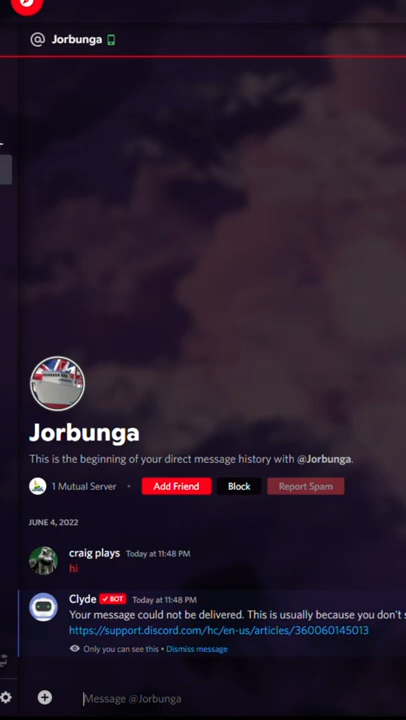 Jorbunga
Jorbunga
This is the beginning of your direct message history with @Jorbunga.
1 Mutual Server • Add Friend Block Report Spam
JUNE 4, 2022
craig plays Today at 11:48 PM
hi
Clyde BOT Today at 11:48 PM
Your message could not be delivered. This is usually because you don't
https://support.discord.com/hc/en-us/articles/360060145013
Only you can see this • Dismiss message
Message @Jorbunga